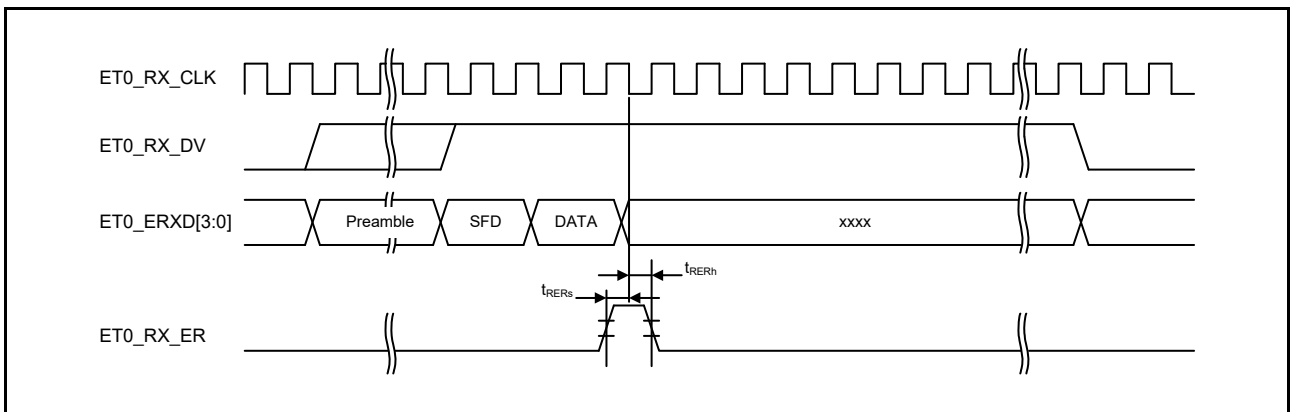 ET0_RX_CLK
ET0_RX_DV
ET0_ERXD[3:0]
Preamble
SFD
DATA
xxxx
tRERh
tRERs
ET0_RX_ER